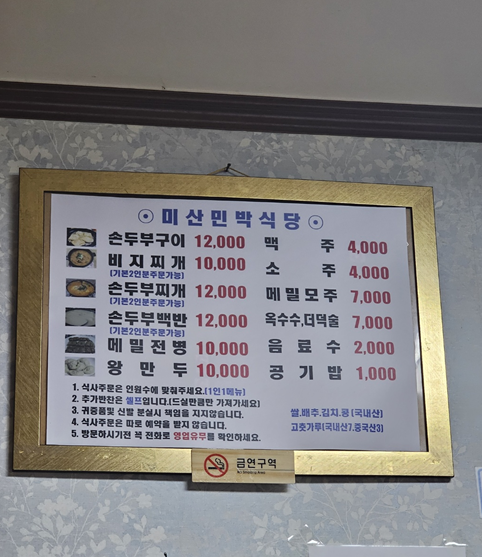 ⊙ 미산민박식당 ⊙
손두부구이 12,000
비지찌개 10,000
(기본2인분주문가능)
손두부찌개 12,000
(기본2인분주문가능)
손두부백반 12,000
(기본2인분주문가능)
메밀전병 10,000
왕만두 10,000
맥주 4,000
소주 4,000
메밀모주 7,000
옥수수,더덕술 7,000
음료수 2,000
공기밥 1,000
1. 식사주문은 인원수에 맞춰주세요.(1인1메뉴)
2. 추가반찬은 셀프입니다.(드실만큼만 가져가세요)
3. 귀중품및 신발 분실시 책임을 지지않습니다.
4. 식사주문은 따로 예약을 받지 않습니다.
5. 방문하시기전 꼭 전화로 영업유무를 확인하세요.
쌀.배추.김치.콩 (국내산)
고춧가루(국내산7.중국산3)
금연구역
No Smoking Area